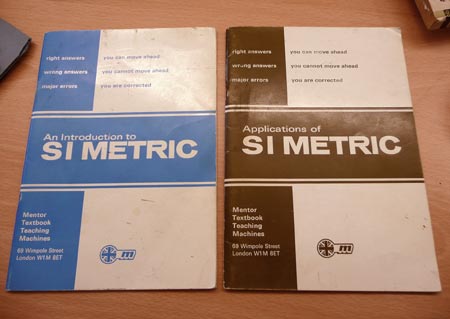 right answers you can move ahead
wrong answers you cannot move ahead
major errors you are corrected
An Introduction to
SI METRIC
Mentor
Textbook
Teaching
Machines
69 Wimpole Street
London W1M 8ET
m
right answers you can move ahead
wrong answers you cannot move ahead
major errors you are corrected
Applications of
SI METRIC
Mentor
Textbook
Teaching
Machines
69 Wimpole Street
London W1M 8ET
m